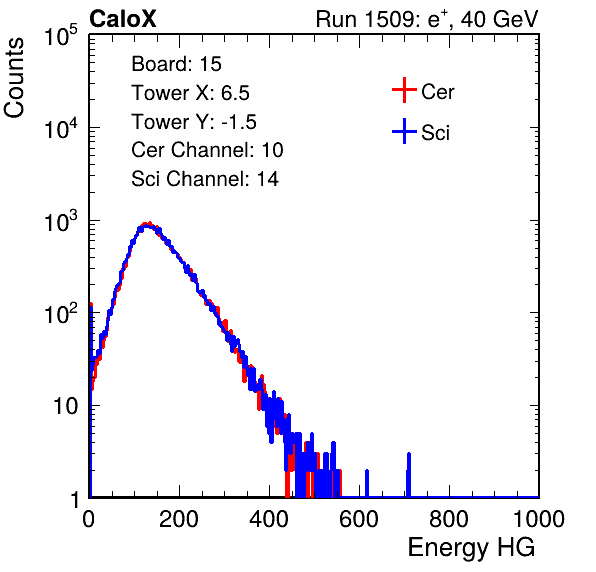 CaloX Run 1509: e+, 40 GeV
Counts
Board: 15
Tower X: 6.5
Tower Y: -1.5
Cer Channel: 10
Sci Channel: 14
Cer
Sci
10^5
10^4
10^3
10^2
10
1
0 200 400 600 800 1000
Energy HG